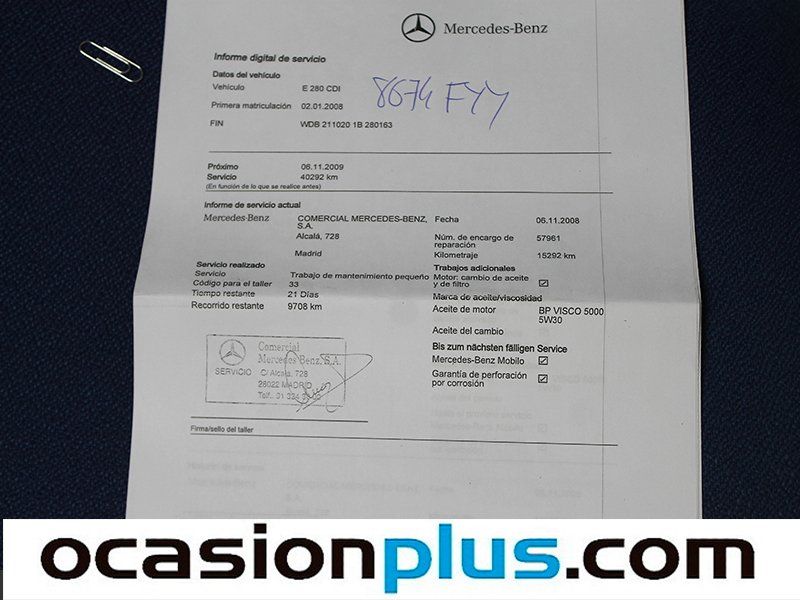 Mercedes-Benz
Informe digital de servicio
Datos del vehículo
Vehículo E 280 CDI
8674 FYY
Primera matriculación 02.01.2008
FIN WDB 211020 1B 280163
Próximo 06.11.2009
Servicio 40292 km
(En función de lo que se realice antes)
Informe de servicio actual
Mercedes-Benz COMERCIAL MERCEDES-BENZ, S.A. Fecha 06.11.2008
Alcalá, 728 Núm. de encargo de reparación 57961
Madrid Kilometraje 15292 km
Servicio realizado Trabajos adicionales
Servicio Trabajo de mantenimiento pequeño Motor: cambio de aceite y de filtro
Código para el taller 33
Tiempo restante 21 Días Marca de aceite/viscosidad
Recorrido restante 9708 km Aceite de motor BP VISCO 5000 5W30
Aceite del cambio
Bis zum nächsten fälligen Service
Mercedes-Benz Mobilo
Garantía de perforación por corrosión
Comercial
Mercedes-Benz, S.A.
SERVICIO C/ Alcalá, 728
28022 MADRID
Telf.: 91
Firma/sello del taller
ocasionplus.com